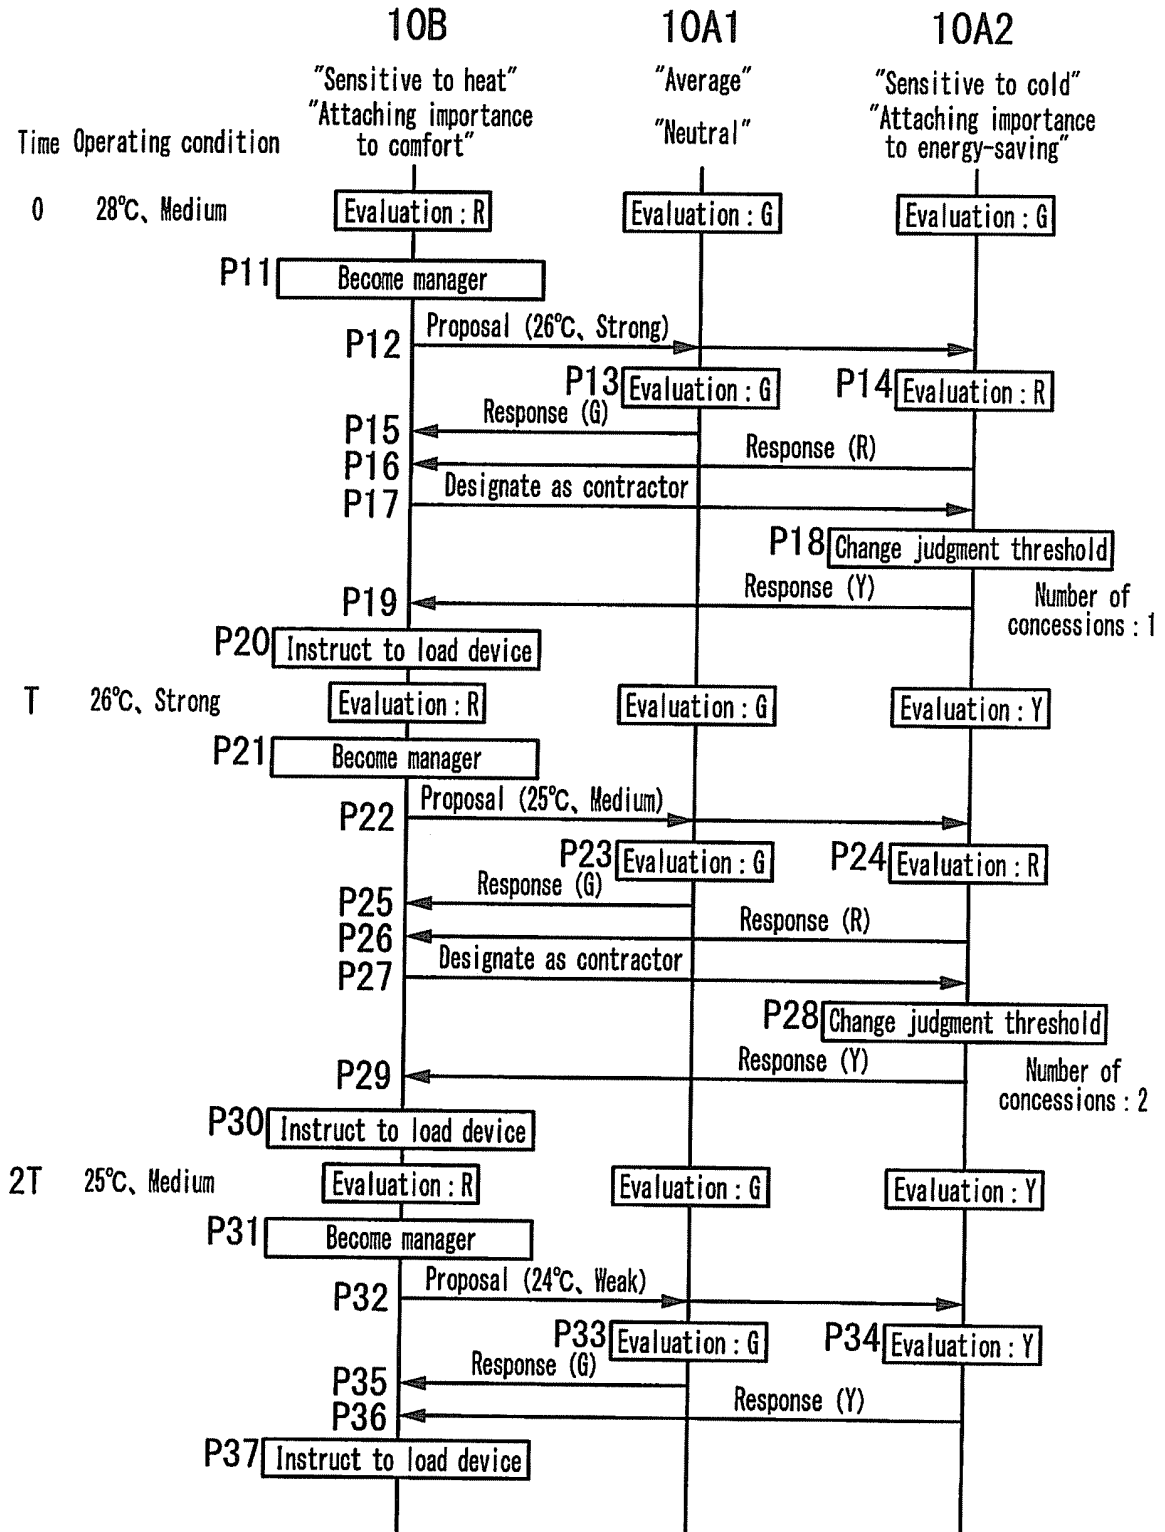 10B 10A1 10A2
"Sensitive to heat" "Average" "Sensitive to cold"
"Attaching importance to comfort" "Neutral" "Attaching importance to energy-saving"
Time Operating condition
0 28℃、Medium Evaluation : R Evaluation : G Evaluation : G
P11 Become manager
P12 Proposal (26℃、Strong)
P13 Evaluation : G P14 Evaluation : R
P15 Response (G)
P16 Response (R)
P17 Designate as contractor
P18 Change judgment threshold
P19 Response (Y) Number of
concessions : 1
P20 Instruct to load device
T 26℃、Strong Evaluation : R Evaluation : G Evaluation : Y
P21 Become manager
P22 Proposal (25℃、Medium)
P23 Evaluation : G P24 Evaluation : R
P25 Response (G)
P26 Response (R)
P27 Designate as contractor
P28 Change judgment threshold
P29 Response (Y) Number of
concessions : 2
P30 Instruct to load device
2T 25℃、Medium Evaluation : R Evaluation : G Evaluation : Y
P31 Become manager
P32 Proposal (24℃、Weak)
P33 Evaluation : G P34 Evaluation : Y
P35 Response (G)
P36 Response (Y)
P37 Instruct to load device